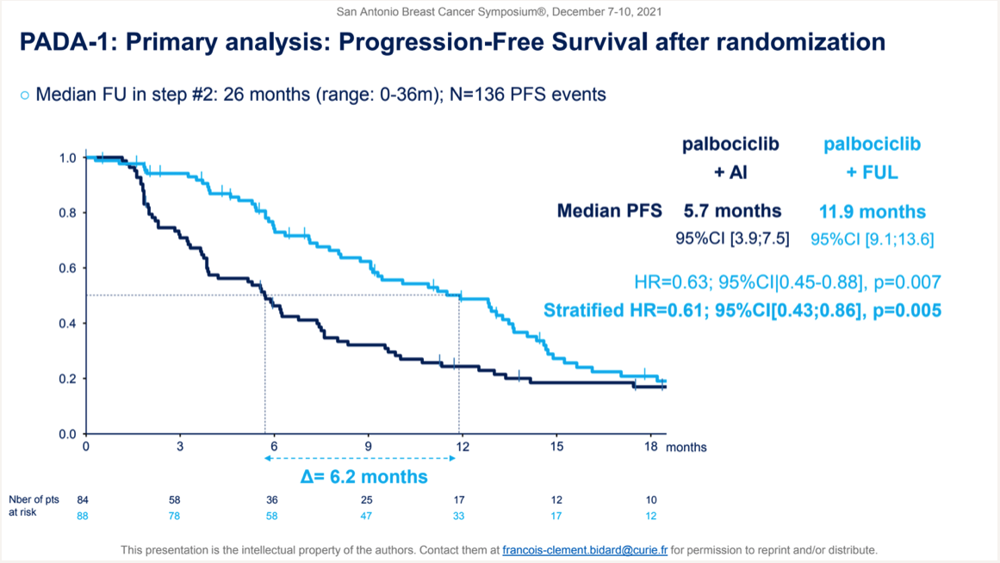 San Antonio Breast Cancer Symposium®, December 7-10, 2021
PADA-1: Primary analysis: Progression-Free Survival after randomization
Median FU in step #2: 26 months (range: 0-36m); N=136 PFS events
palbociclib palbociclib
+ AI + FUL
Median PFS 5.7 months 11.9 months
95%CI [3.9;7.5] 95%CI [9.1;13.6]
HR=0.63; 95%CI|0.45-0.88], p=0.007
Stratified HR=0.61; 95%CI[0.43;0.86], p=0.005
1.0
0.8
0.6
0.4
0.2
0.0
0 3 6 9 12 15 18 months
Δ= 6.2 months
Nber of pts at risk
84 58 36 25 17 12 10
88 78 58 47 33 17 12
This presentation is the intellectual property of the authors. Contact them at francois-clement.bidard@curie.fr for permission to reprint and/or distribute.